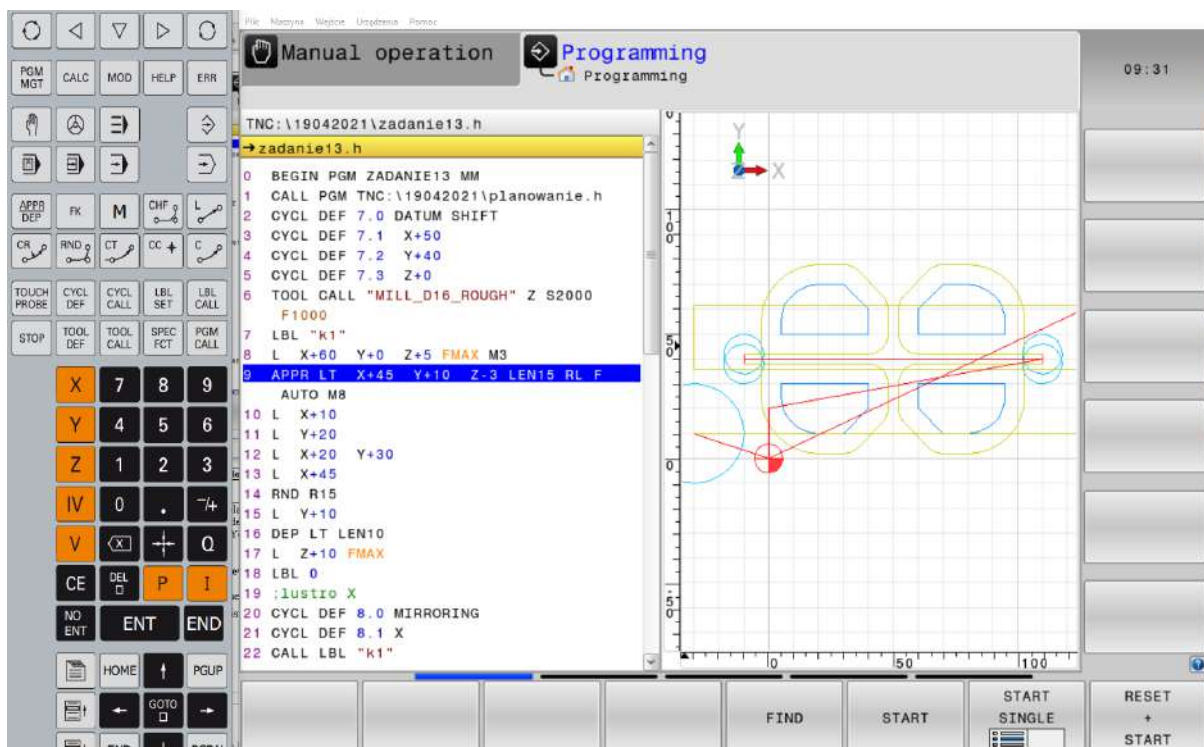 Plik Maszyna Wejście Urządzenia Pomoc
Manual operation
Programming
Programming
09:31
PGM MGT
CALC
MOD
HELP
ERR
APPR DEP
FK
M
CHF
L
CR
RND
CT
CC
C
TOUCH PROBE
CYCL DEF
CYCL CALL
LBL SET
LBL CALL
STOP
TOOL DEF
TOOL CALL
SPEC FCT
PGM CALL
X 7 8 9
Y 4 5 6
Z 1 2 3
IV 0 . -/+
V Q
CE DEL P I
NO ENT
ENT
END
HOME
PGUP
GOTO
TNC:\19042021\zadanie13.h
→zadanie13.h
0 BEGIN PGM ZADANIE13 MM
1 CALL PGM TNC:\19042021\planowanie.h
2 CYCL DEF 7.0 DATUM SHIFT
3 CYCL DEF 7.1 X+50
4 CYCL DEF 7.2 Y+40
5 CYCL DEF 7.3 Z+0
6 TOOL CALL "MILL_D16_ROUGH" Z S2000
F1000
7 LBL "k1"
8 L X+60 Y+0 Z+5 FMAX M3
9 APPR LT X+45 Y+10 Z-3 LEN15 RL F
AUTO M8
10 L X+10
11 L Y+20
12 L X+20 Y+30
13 L X+45
14 RND R15
15 L Y+10
16 DEP LT LEN10
17 L Z+10 FMAX
18 LBL 0
19 ;lustro X
20 CYCL DEF 8.0 MIRRORING
21 CYCL DEF 8.1 X
22 CALL LBL "k1"
Y
Z X
100
50
0
-50
0 50 100
FIND
START
START SINGLE
RESET + START